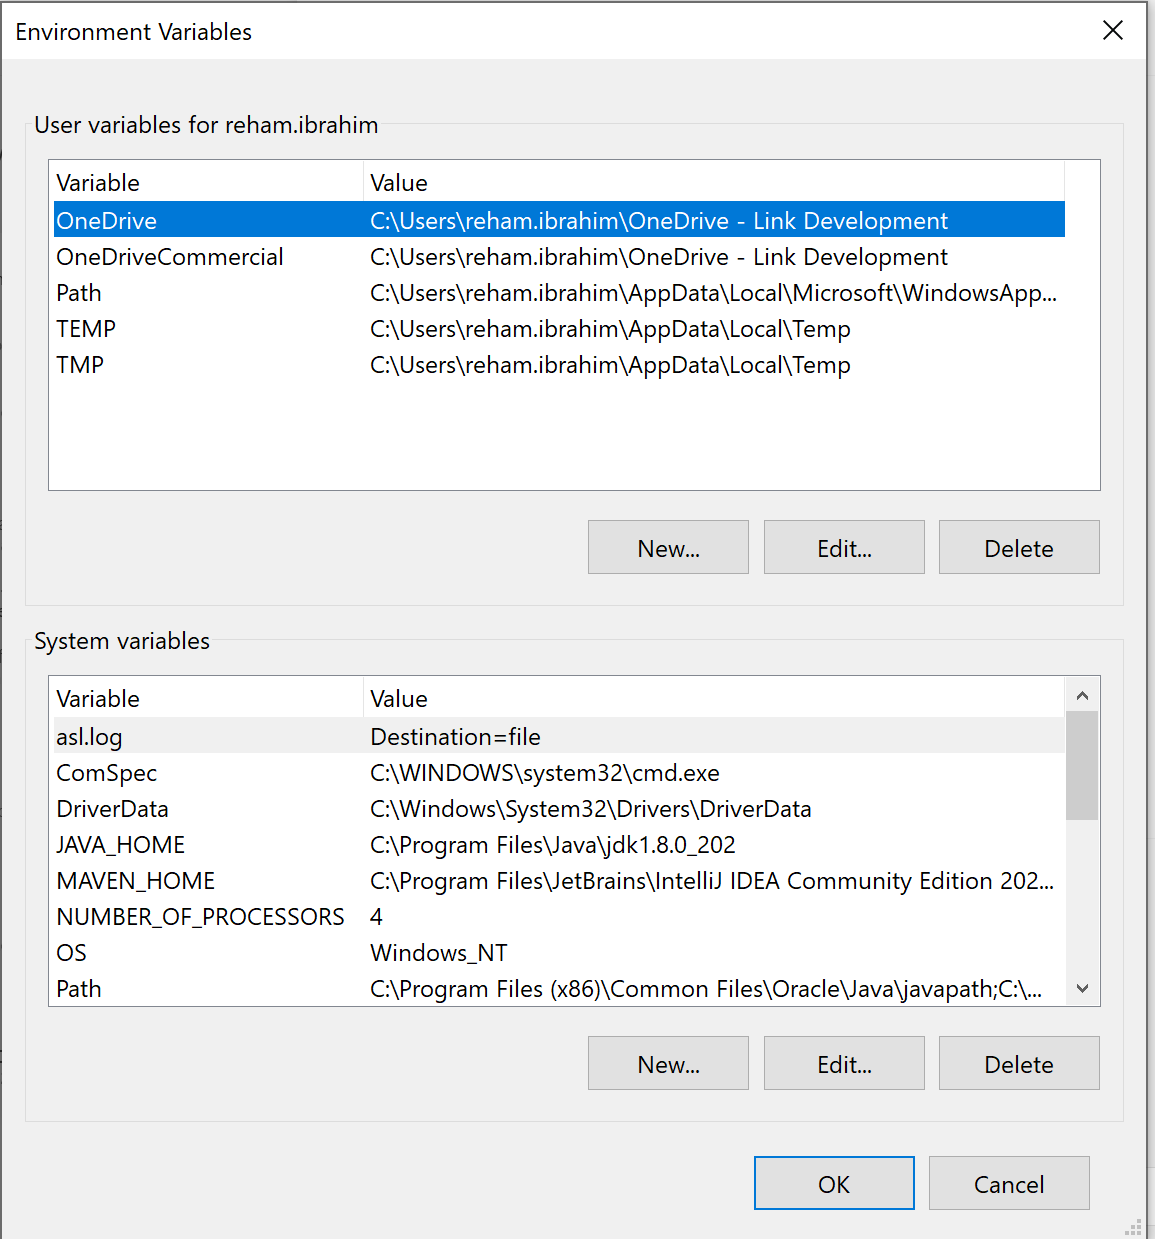 Environment Variables
User variables for reham.ibrahim
Variable Value
OneDrive C:\Users\reham.ibrahim\OneDrive - Link Development
OneDriveCommercial C:\Users\reham.ibrahim\OneDrive - Link Development
Path C:\Users\reham.ibrahim\AppData\Local\Microsoft\WindowsApp...
TEMP C:\Users\reham.ibrahim\AppData\Local\Temp
TMP C:\Users\reham.ibrahim\AppData\Local\Temp
New... Edit... Delete
System variables
Variable Value
asl.log Destination=file
ComSpec C:\WINDOWS\system32\cmd.exe
DriverData C:\Windows\System32\Drivers\DriverData
JAVA_HOME C:\Program Files\Java\jdk1.8.0_202
MAVEN_HOME C:\Program Files\JetBrains\IntelliJ IDEA Community Edition 202...
NUMBER_OF_PROCESSORS 4
OS Windows_NT
Path C:\Program Files (x86)\Common Files\Oracle\Java\javapath;C:\...
New... Edit... Delete
OK Cancel